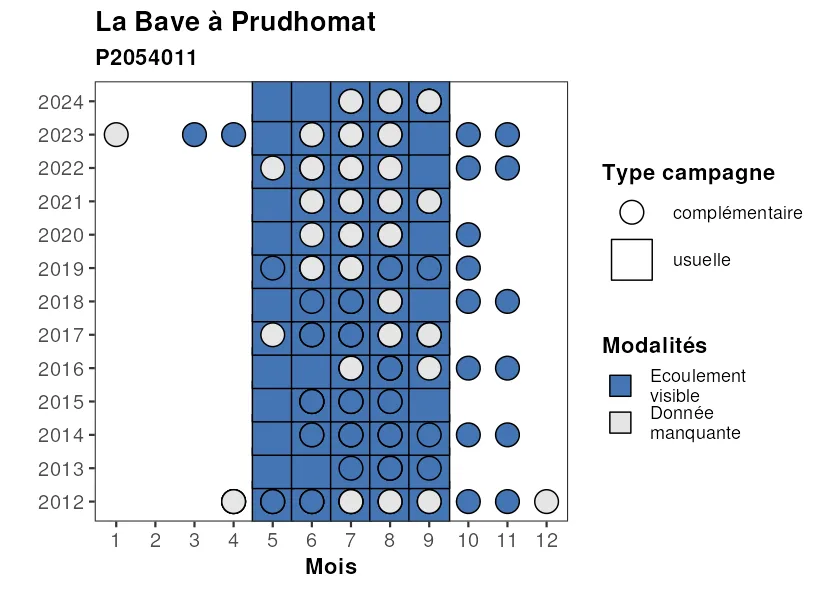 La Bave à Prudhomat
P2054011
2024
2023
2022
2021
2020
2019
2018
2017
2016
2015
2014
2013
2012
1 2 3 4 5 6 7 8 9 10 11 12
Mois
Type campagne
complémentaire
usuelle
Modalités
Ecoulement
visible
Donnée
manquante